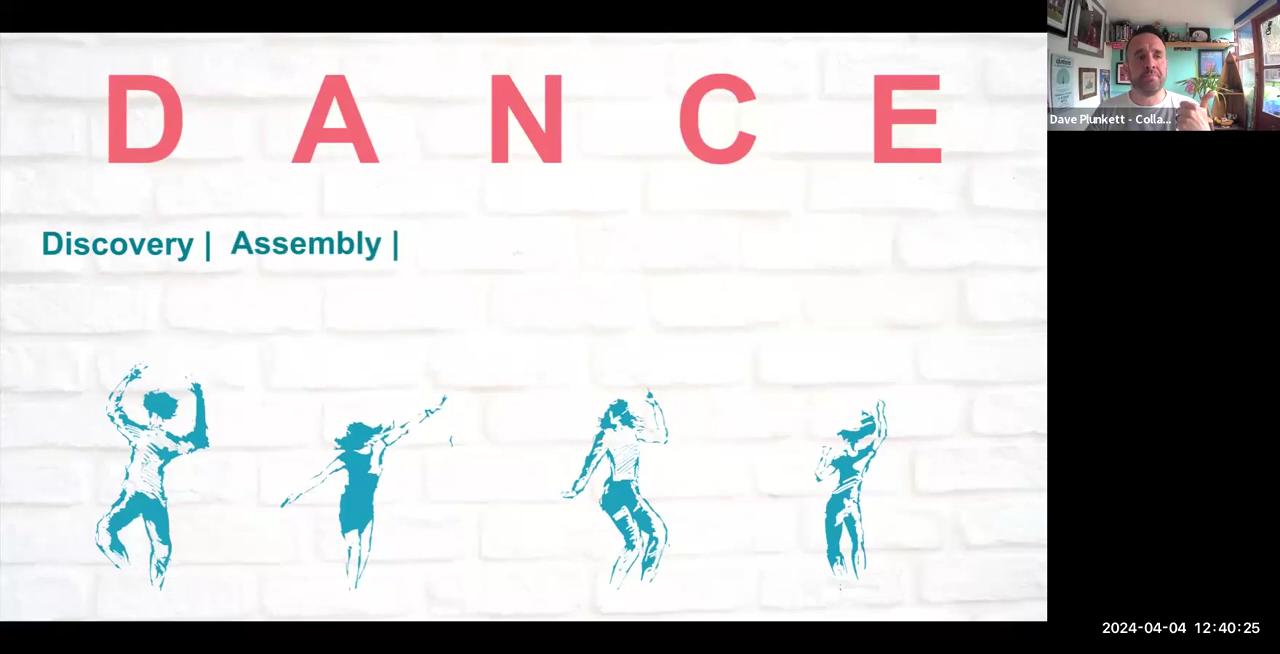 D A N C E
Discovery | Assembly |
Dave Plunkett - Colla...
2024-04-04 12:40:25